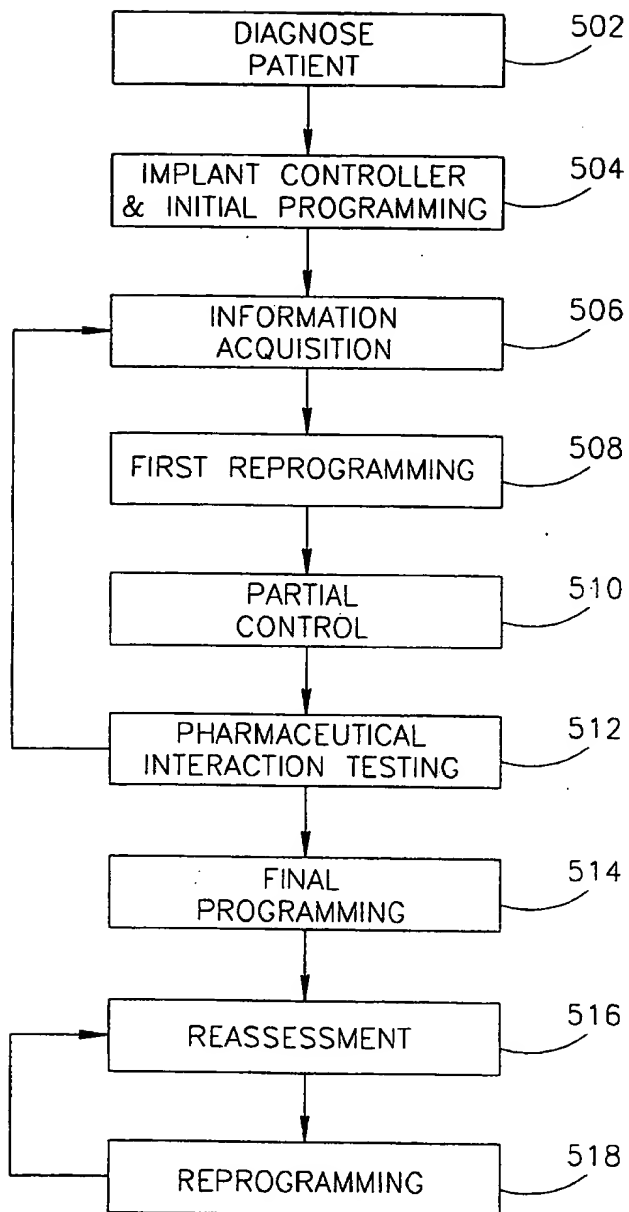 DIAGNOSE
PATIENT
502
IMPLANT CONTROLLER
& INITIAL PROGRAMMING
504
INFORMATION
ACQUISITION
506
FIRST REPROGRAMMING
508
PARTIAL
CONTROL
510
PHARMACEUTICAL
INTERACTION TESTING
512
FINAL
PROGRAMMING
514
REASSESSMENT
516
REPROGRAMMING
518